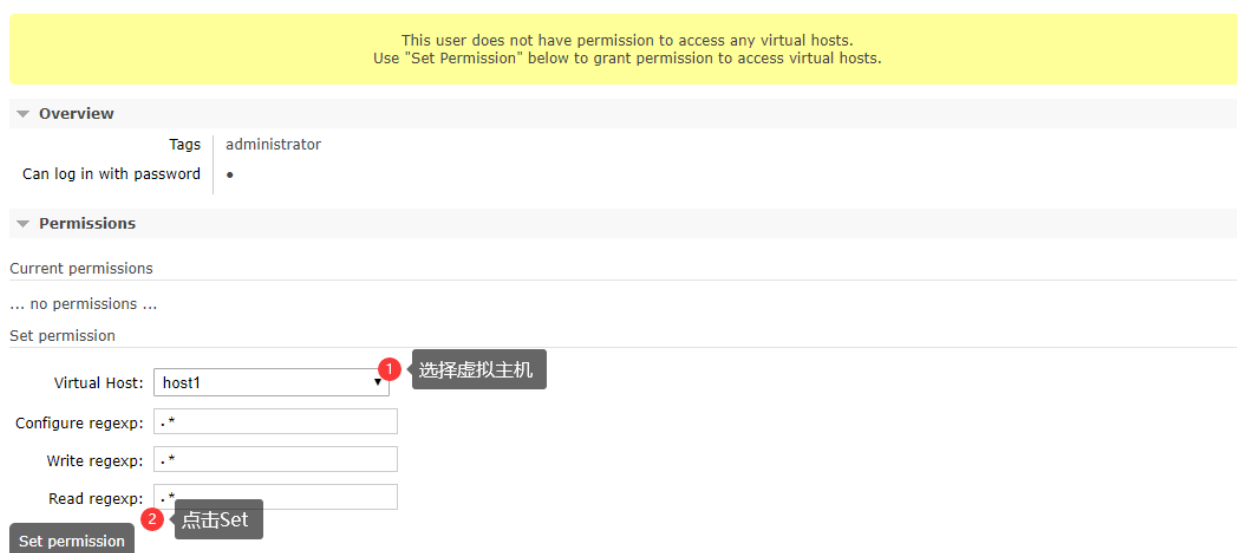 This user does not have permission to access any virtual hosts.
Use "Set Permission" below to grant permission to access virtual hosts.
Overview
Tags administrator
Can log in with password •
Permissions
Current permissions
... no permissions ...
Set permission
Virtual Host: host1 1 选择虚拟主机
Configure regexp: .*
Write regexp: .*
Read regexp: .*
2 点击Set
Set permission